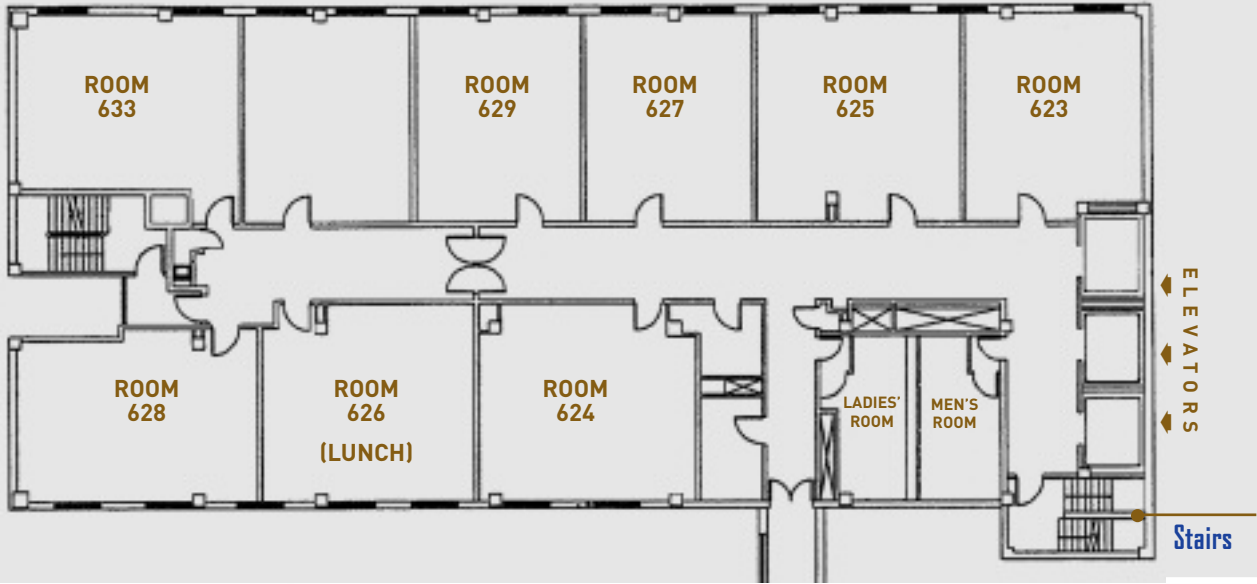 ROOM
633
ROOM
629
ROOM
627
ROOM
625
ROOM
623
ELEVATORS
ROOM
628
ROOM
626
(LUNCH)
ROOM
624
LADIES'
ROOM
MEN'S
ROOM
Stairs